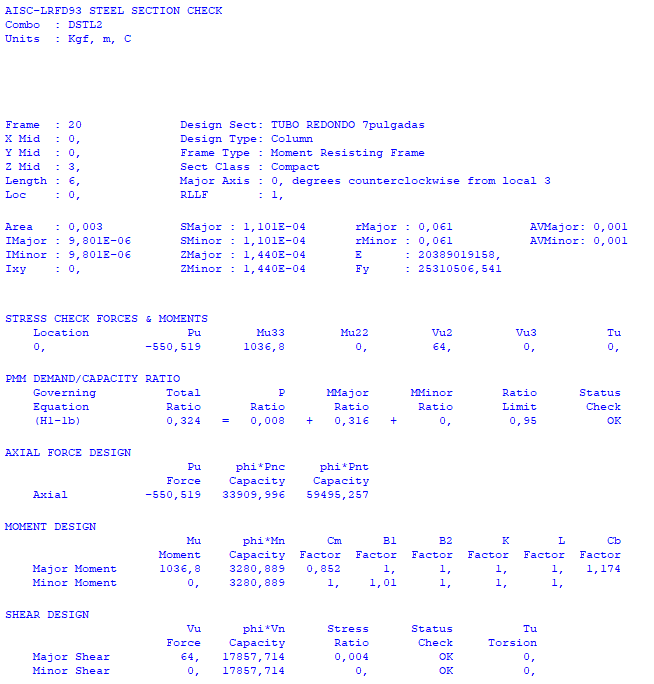 AISC-LRFD93 STEEL SECTION CHECK
Combo : DSTL2
Units : Kgf, m, C
Frame : 20 Design Sect: TUBO REDONDO 7pulgadas
X Mid : 0, Design Type: Column
Y Mid : 0, Frame Type : Moment Resisting Frame
Z Mid : 3, Sect Class : Compact
Length : 6, Major Axis : 0, degrees counterclockwise from local 3
Loc : 0, RLLF : 1,
Area : 0,003 SMajor : 1,101E-04 rMajor : 0,061 AVMajor: 0,001
IMajor : 9,801E-06 SMinor : 1,101E-04 rMinor : 0,061 AVMinor: 0,001
IMinor : 9,801E-06 ZMajor : 1,440E-04 E : 20389019158,
Ixy : 0, ZMinor : 1,440E-04 Fy : 25310506,541
STRESS CHECK FORCES & MOMENTS
Location Pu Mu33 Mu22 Vu2 Vu3 Tu
0, -550,519 1036,8 0, 64, 0, 0,
PMM DEMAND/CAPACITY RATIO
Governing Total P MMajor MMinor Ratio Status
Equation Ratio Ratio Ratio Ratio Limit Check
(H1-1b) 0,324 = 0,008 + 0,316 + 0, 0,95 OK
AXIAL FORCE DESIGN
Pu phi*Pnc phi*Pnt
Force Capacity Capacity
Axial -550,519 33909,996 59495,257
MOMENT DESIGN
Mu phi*Mn Cm B1 B2 K L Cb
Moment Capacity Factor Factor Factor Factor Factor Factor
Major Moment 1036,8 3280,889 0,852 1, 1, 1, 1, 1,174
Minor Moment 0, 3280,889 1, 1,01 1, 1, 1,
SHEAR DESIGN
Vu phi*Vn Stress Status Tu
Force Capacity Ratio Check Torsion
Major Shear 64, 17857,714 0,004 OK 0,
Minor Shear 0, 17857,714 0, OK 0,